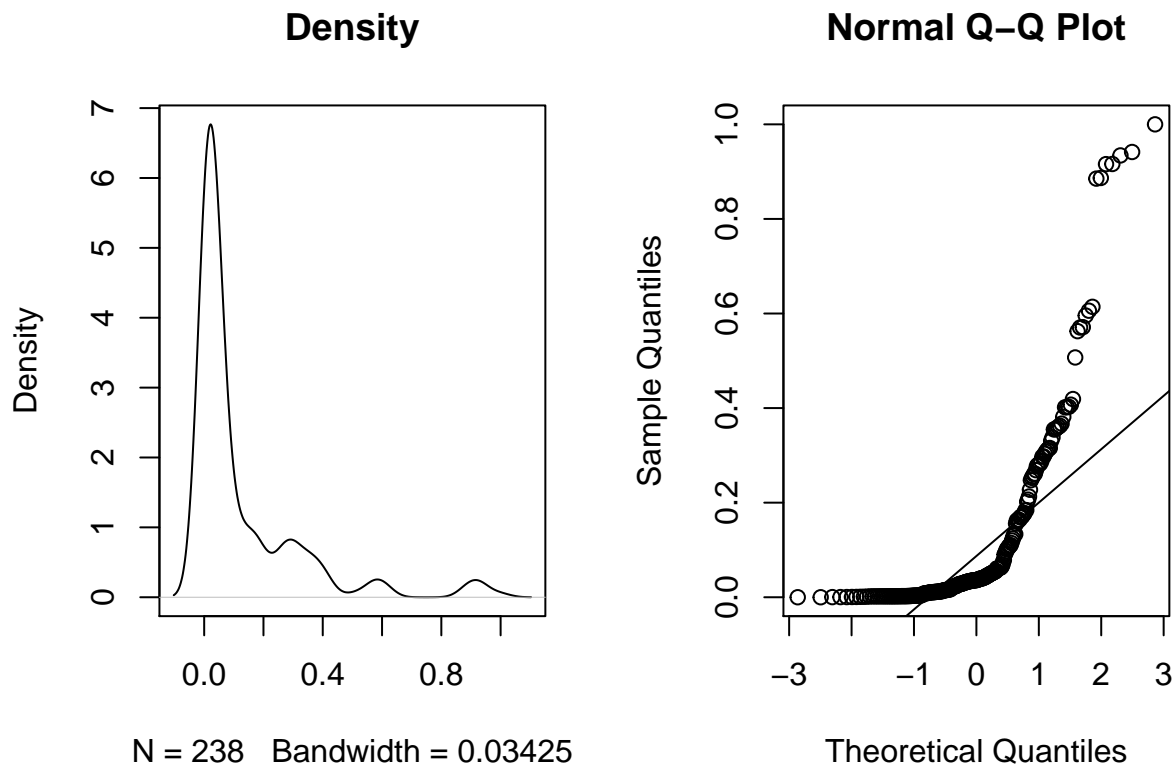 Density
Density
7
6
5
4
3
2
1
0
0.0 0.4 0.8
N = 238 Bandwidth = 0.03425
Normal Q−Q Plot
Sample Quantiles
1.0
0.8
0.6
0.4
0.2
0.0
−3 −1 0 1 2 3
Theoretical Quantiles